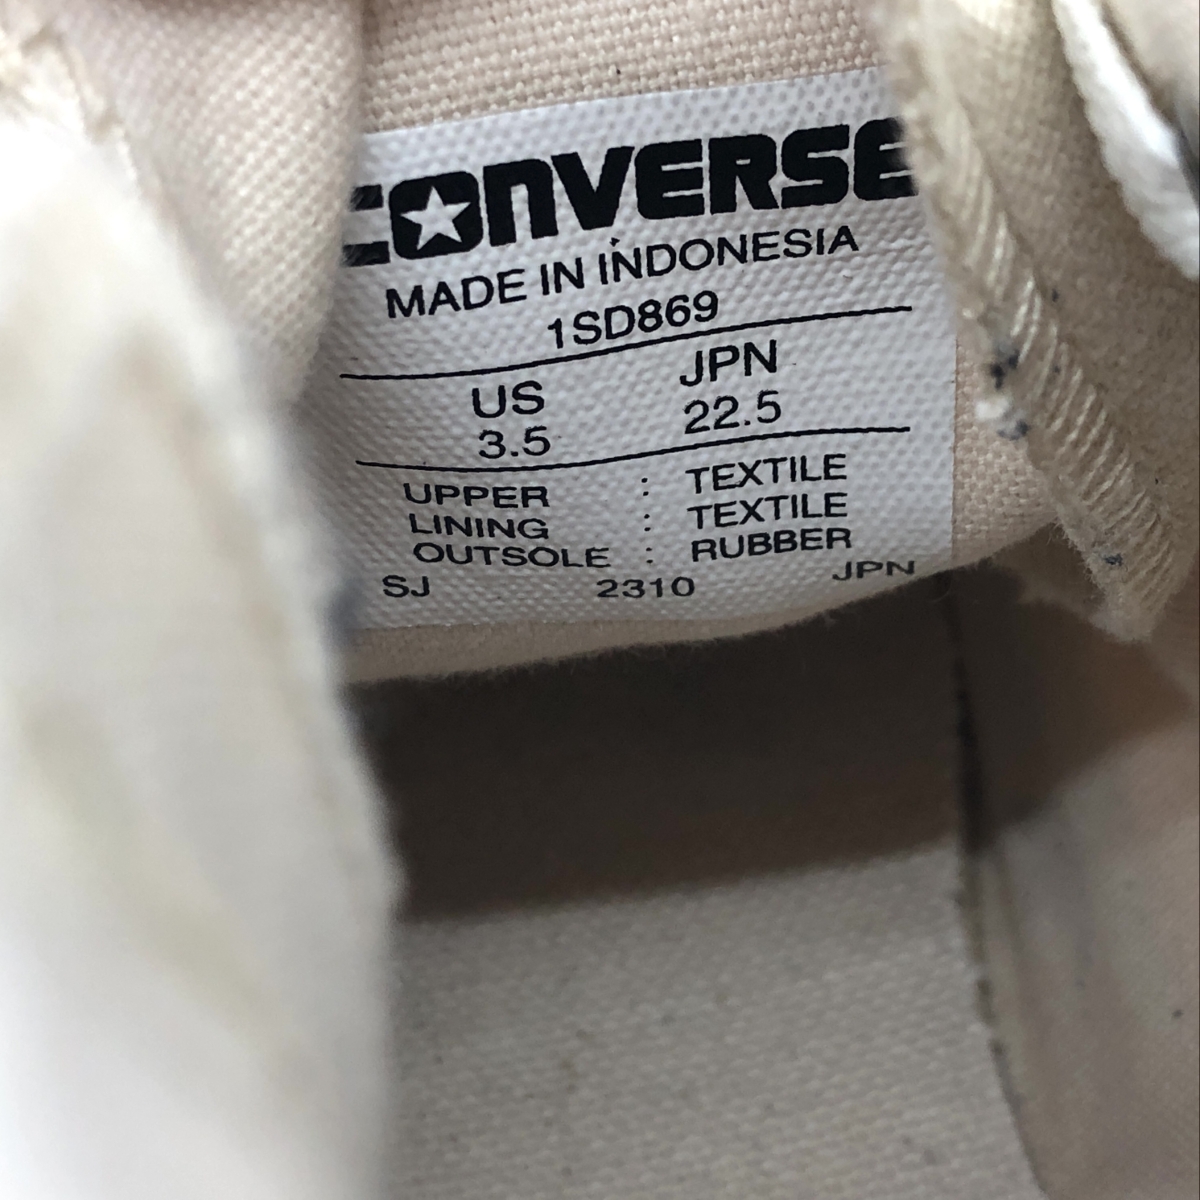 CONVERSE
MADE IN INDONESIA
1SD869
US JPN
3.5 22.5
UPPER : TEXTILE
LINING : TEXTILE
OUTSOLE : RUBBER
SJ 2310 JPN